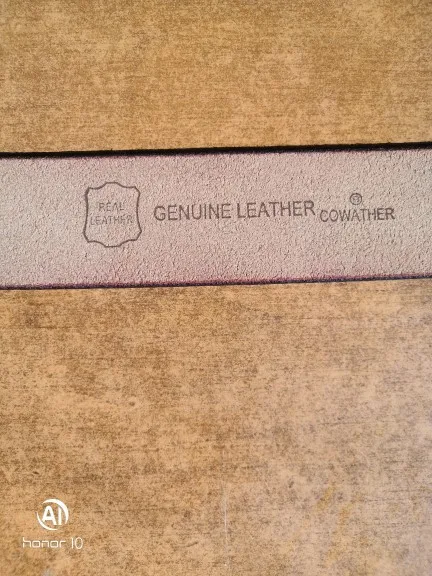 REAL
LEATHER
GENUINE LEATHER
®
COWATHER
AI
honor 10